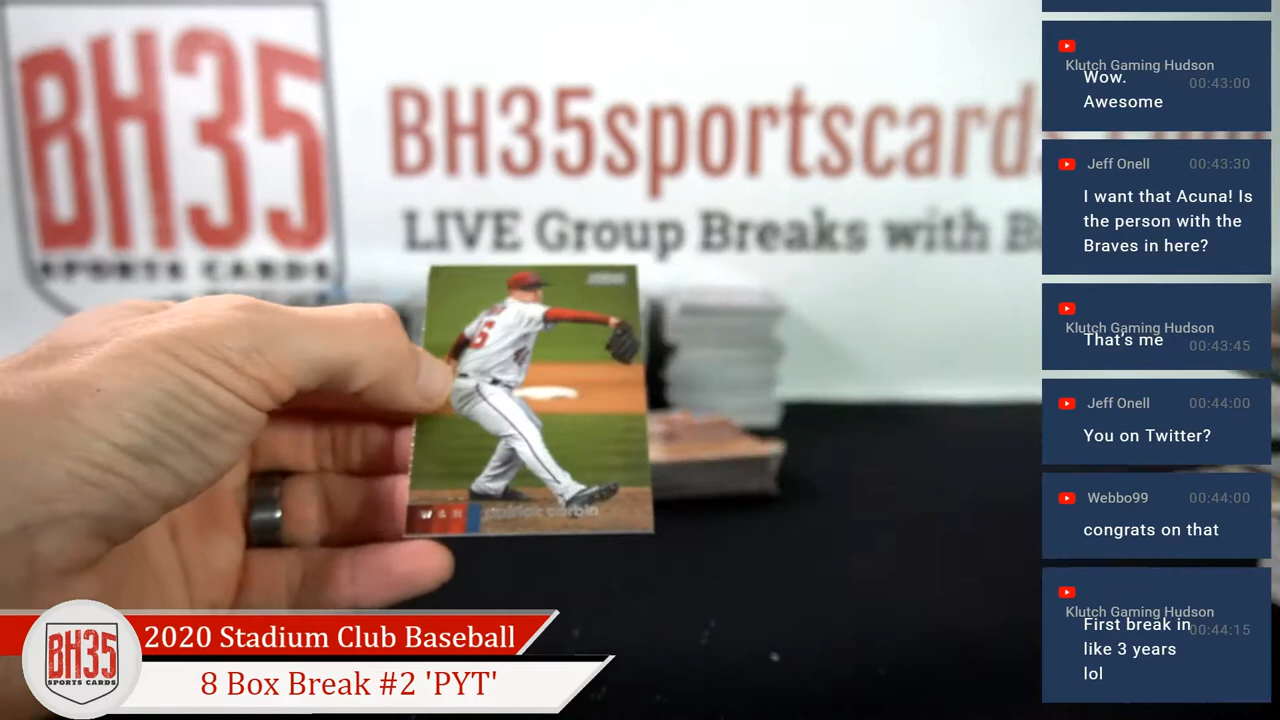 BH35
SPORTS CARDS
BH35sportscards
LIVE Group Breaks with B
46
WSN
patrick corbin
BH35
SPORTS CARDS
2020 Stadium Club Baseball
8 Box Break #2 'PYT'
Klutch Gaming Hudson
00:43:00
Wow.
Awesome
Jeff Onell 00:43:30
I want that Acuna! Is
the person with the
Braves in here?
Klutch Gaming Hudson
00:43:45
That's me
Jeff Onell 00:44:00
You on Twitter?
Webbo99 00:44:00
congrats on that
Klutch Gaming Hudson
00:44:15
First break in
like 3 years
lol